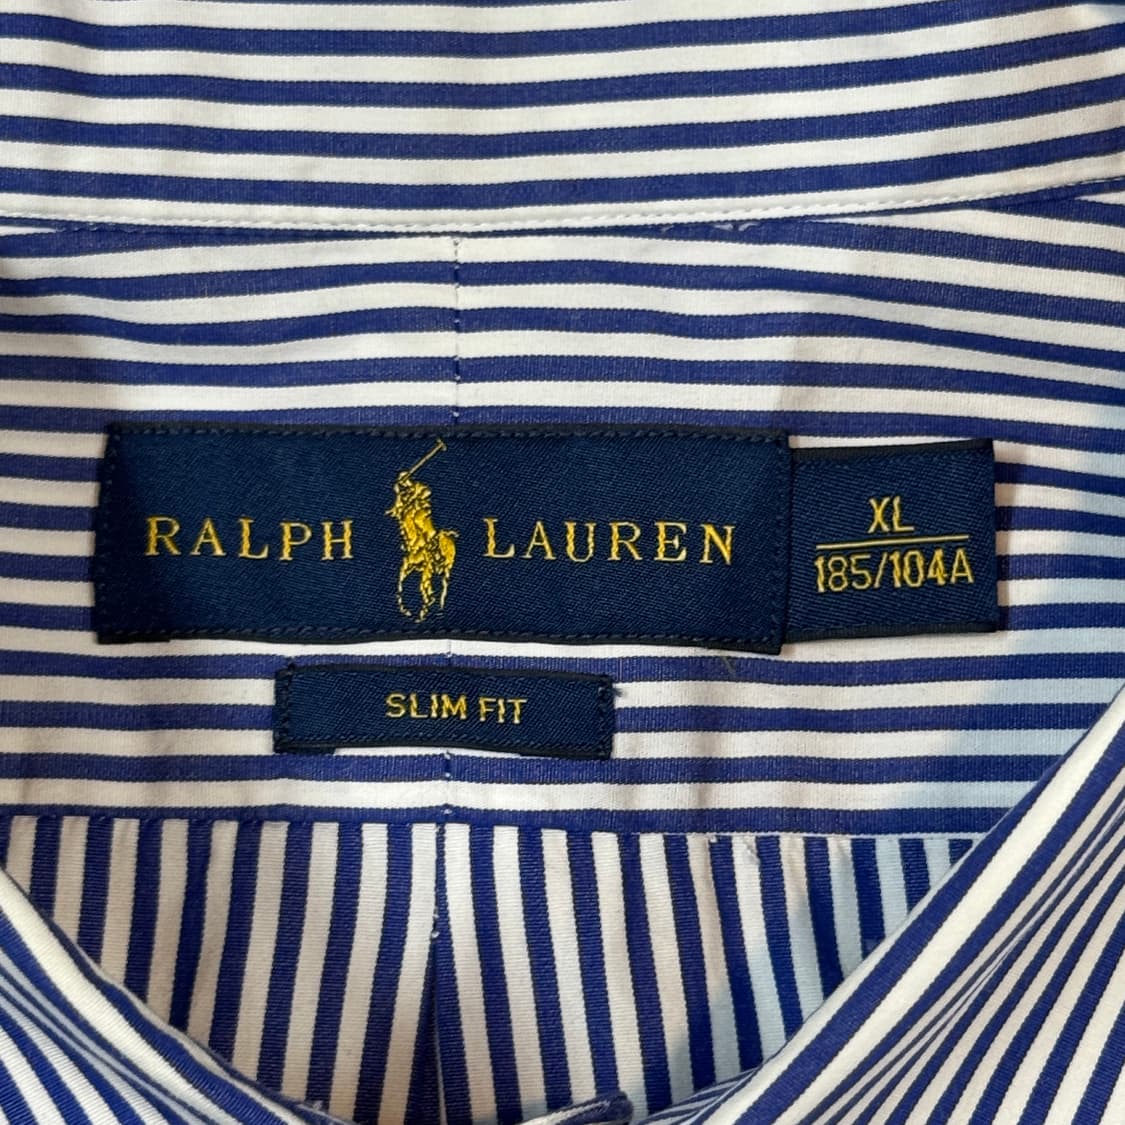 RALPH LAUREN
XL
185/104A
SLIM FIT